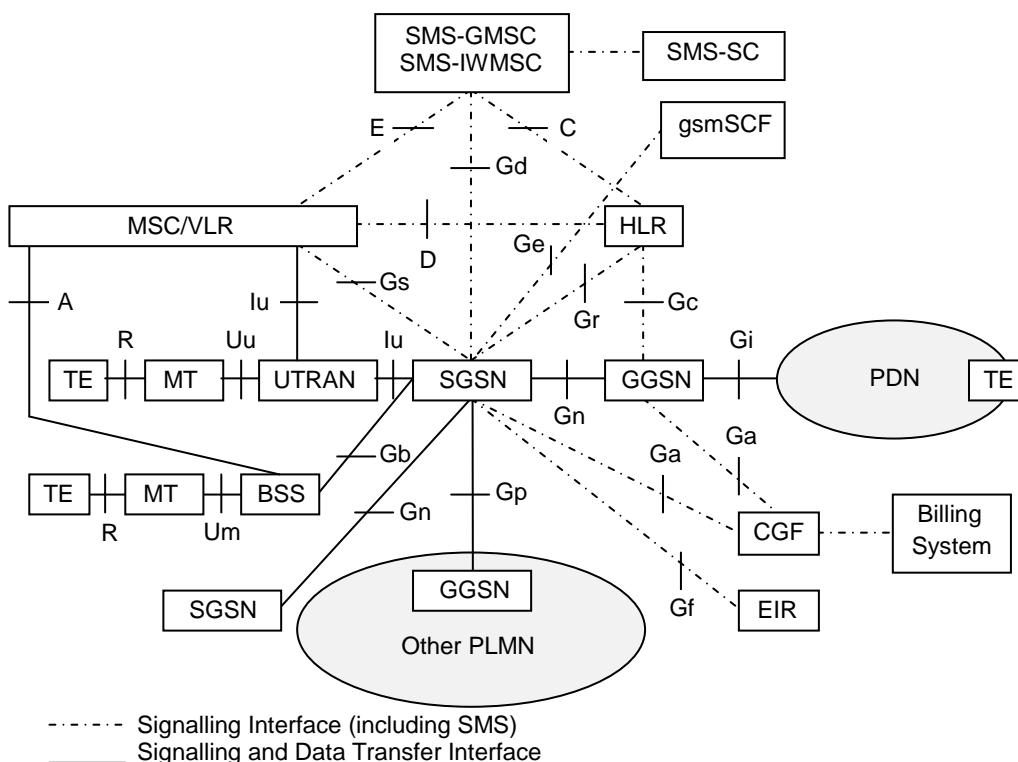 SMS-GMSC
SMS-IWMSC
SMS-SC
gsmSCF
E
C
Gd
MSC/VLR
HLR
D
Ge
Gs
A
Iu
Gr
Gc
R
Uu
Iu
Gi
TE
MT
UTRAN
SGSN
GGSN
PDN
TE
Gn
Ga
Ga
Gb
TE
MT
BSS
Gp
R
Um
Gn
CGF
Billing
System
SGSN
GGSN
Gf
EIR
Other PLMN
Signalling Interface (including SMS)
Signalling and Data Transfer Interface